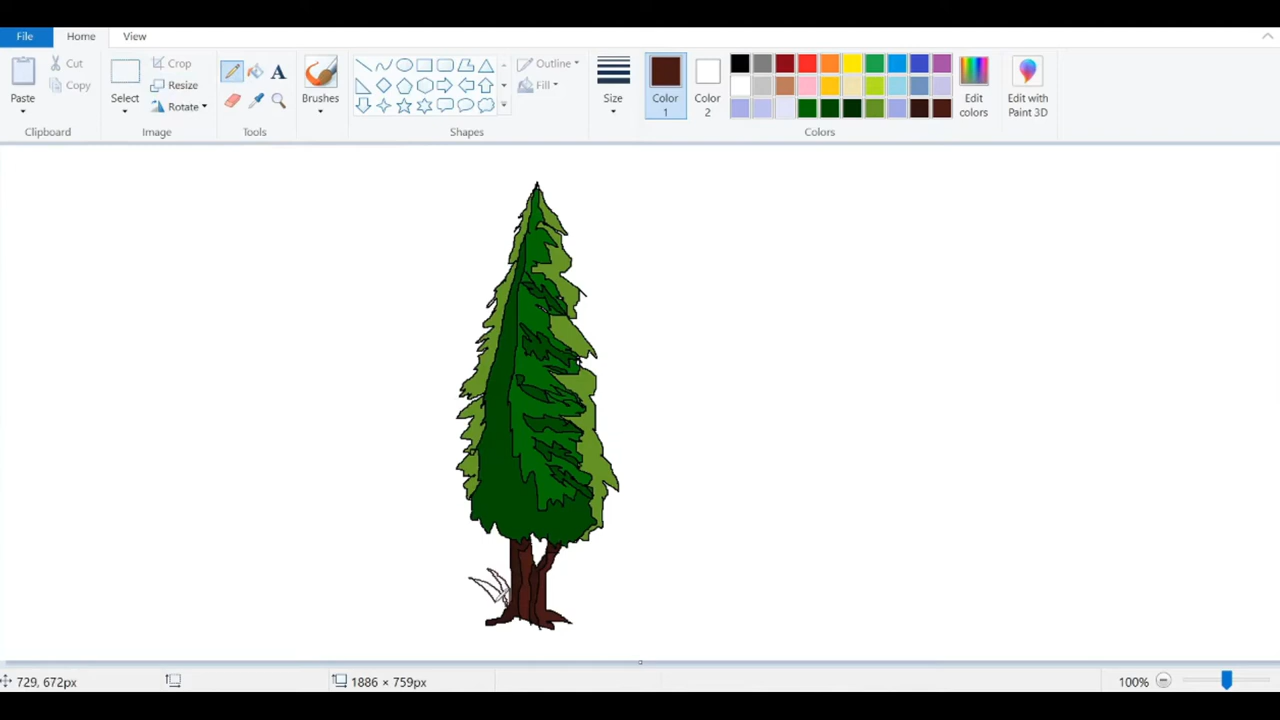 File Home View
Paste Cut Copy
Clipboard
Select Crop Resize Rotate
Image
A
Tools
Brushes
Outline Fill
Shapes
Size
Color 1
Color 2
Edit colors
Edit with Paint 3D
Colors
729, 672px 1886 × 759px 100%